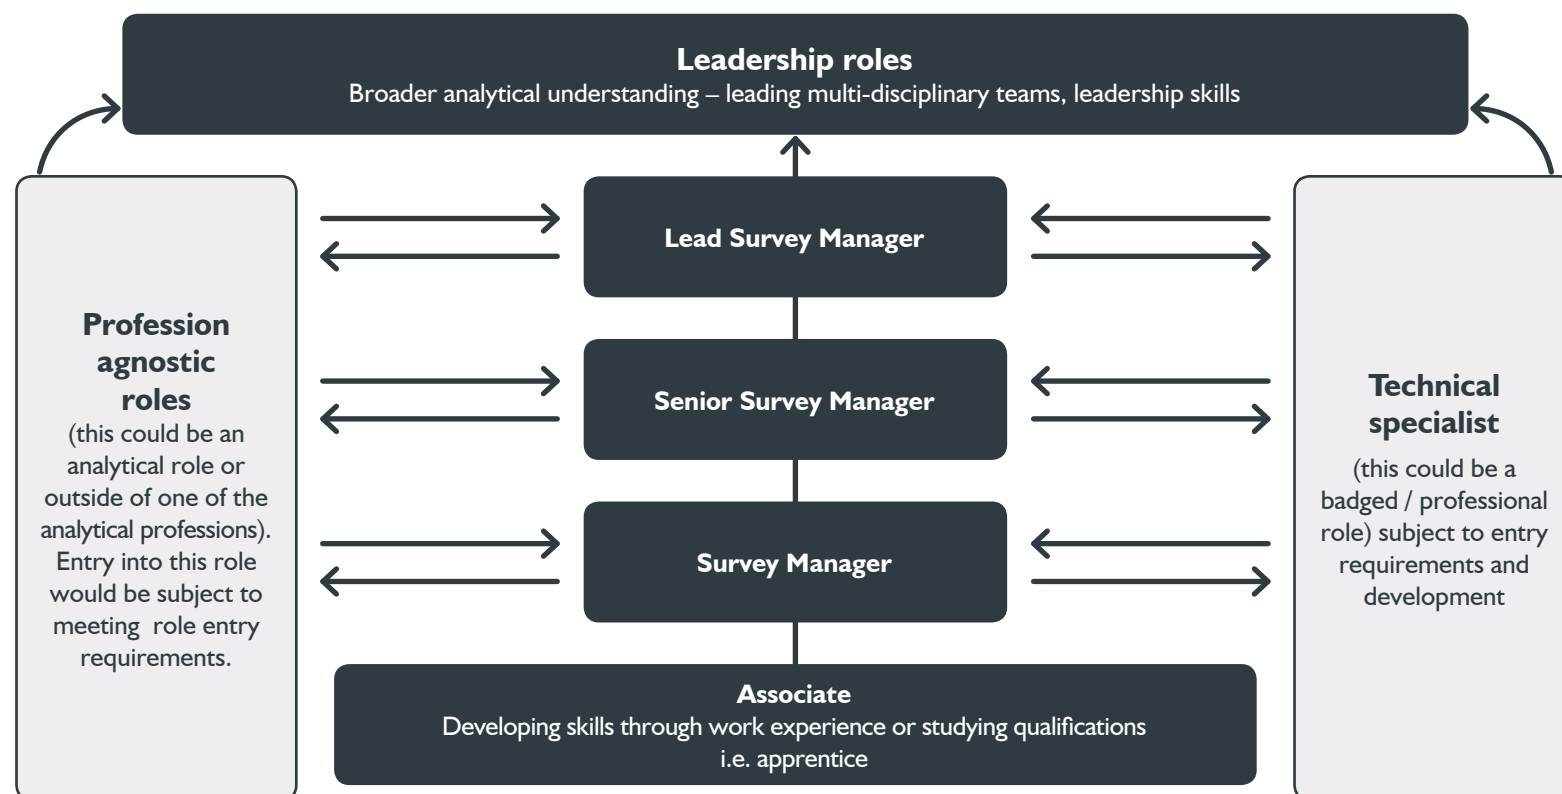 Leadership roles
Broader analytical understanding – leading multi-disciplinary teams, leadership skills
Profession
agnostic
roles
(this could be an
analytical role or
outside of one of the
analytical professions).
Entry into this role
would be subject to
meeting  role entry
requirements.
Lead Survey Manager
Senior Survey Manager
Survey Manager
Associate
Developing skills through work experience or studying qualifications
i.e. apprentice
Technical
specialist
(this could be a
badged / professional
role) subject to entry
requirements and
development